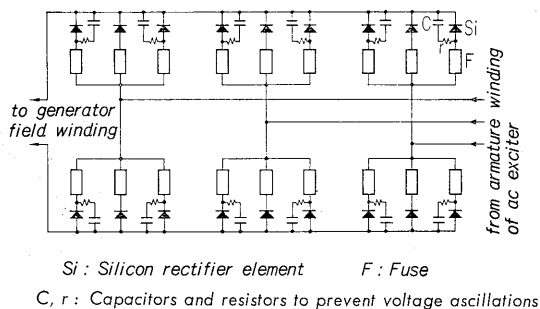 C
Si
r
F
to generator
field winding
from armature winding
of ac exciter
Si : Silicon rectifier element
F : Fuse
C, r : Capacitors and resistors to prevent voltage ascillations